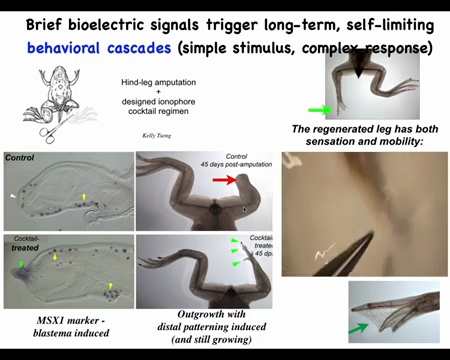 Brief bioelectric signals trigger long-term, self-limiting
behavioral cascades (simple stimulus, complex response)
Hind-leg amputation
+
designed ionophore
cocktail regimen
Kelly Tseng
The regenerated leg has both
sensation and mobility:
Control
Control
45 days post-amputation
Cocktail-
treated
Cocktail
treated
45 dpa
MSX1 marker -
blastema induced
Outgrowth with
distal patterning induced
(and still growing)